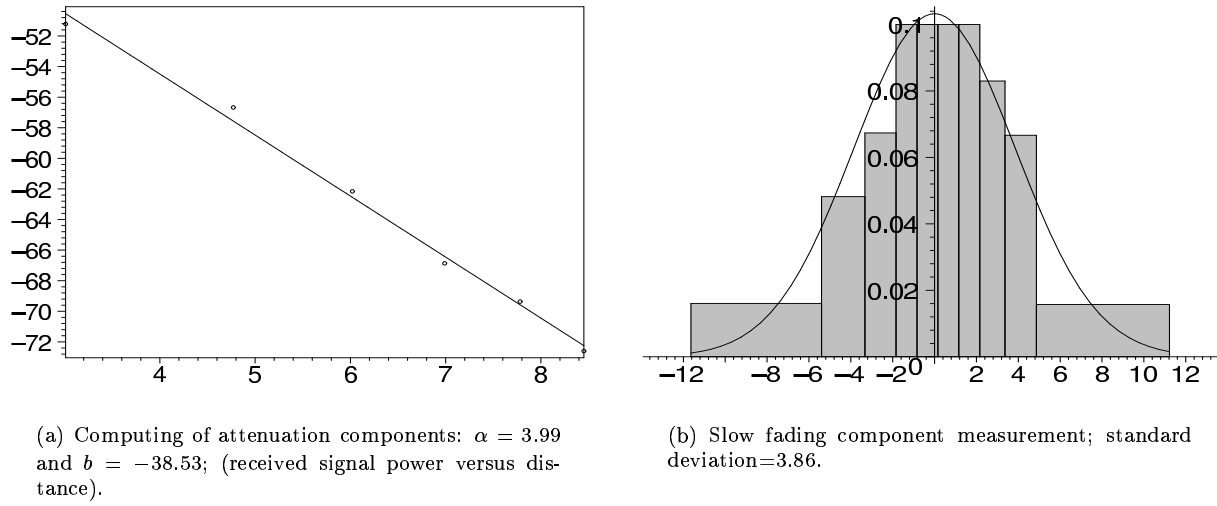 −52
−54
−56
−58
−60
−62
−64
−66
−68
−70
−72
4 5 6 7 8
0.1
0.08
0.06
0.04
0.02
0
−12 −8 −6 −4 −2 2 4 6 8 10 12
(a) Computing of attenuation components: α = 3.99
and b = −38.53; (received signal power versus dis-
tance).
(b) Slow fading component measurement; standard
deviation=3.86.